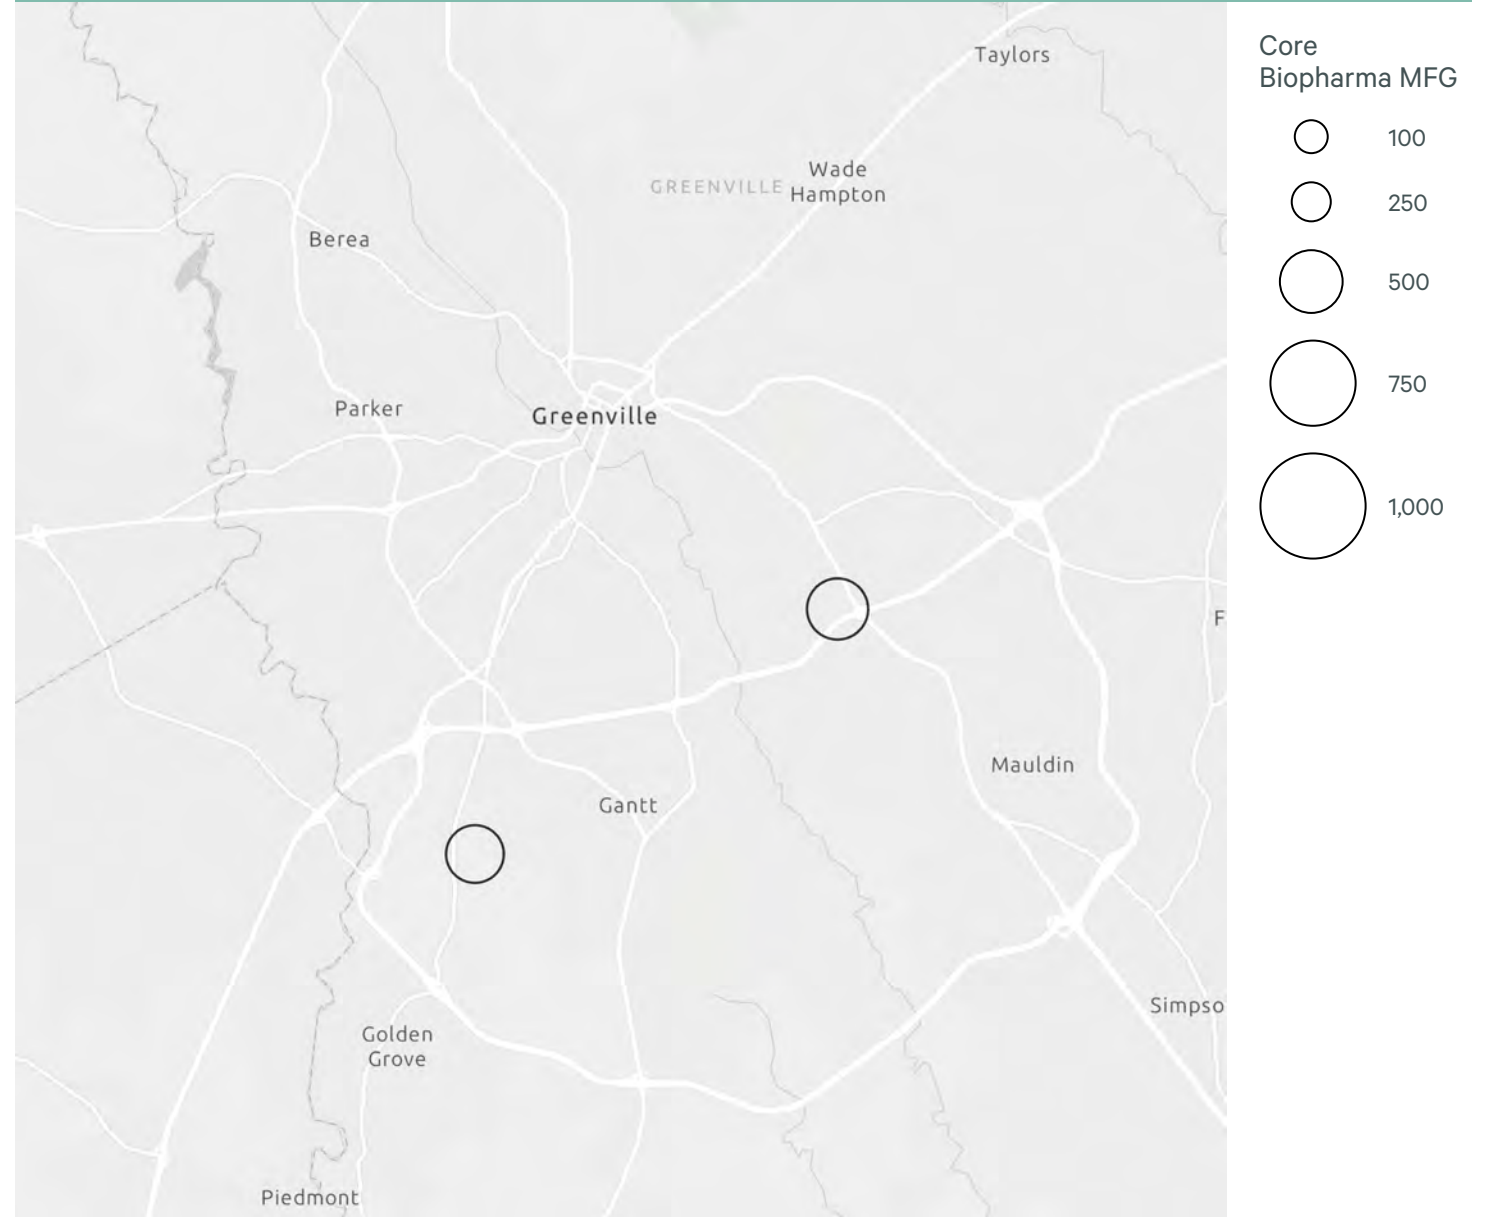 Core
Biopharma MFG
100
250
500
750
1,000
Taylors
Wade
Hampton
GREENVILLE
Berea
Parker
Greenville
F
Mauldin
Gantt
Simpso
Golden
Grove
Piedmont